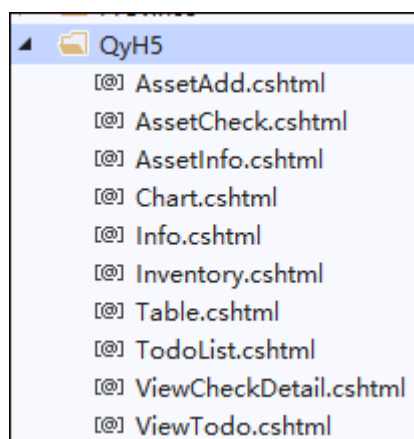 QyH5
[@] AssetAdd.cshtml
[@] AssetCheck.cshtml
[@] AssetInfo.cshtml
[@] Chart.cshtml
[@] Info.cshtml
[@] Inventory.cshtml
[@] Table.cshtml
[@] TodoList.cshtml
[@] ViewCheckDetail.cshtml
[@] ViewTodo.cshtml